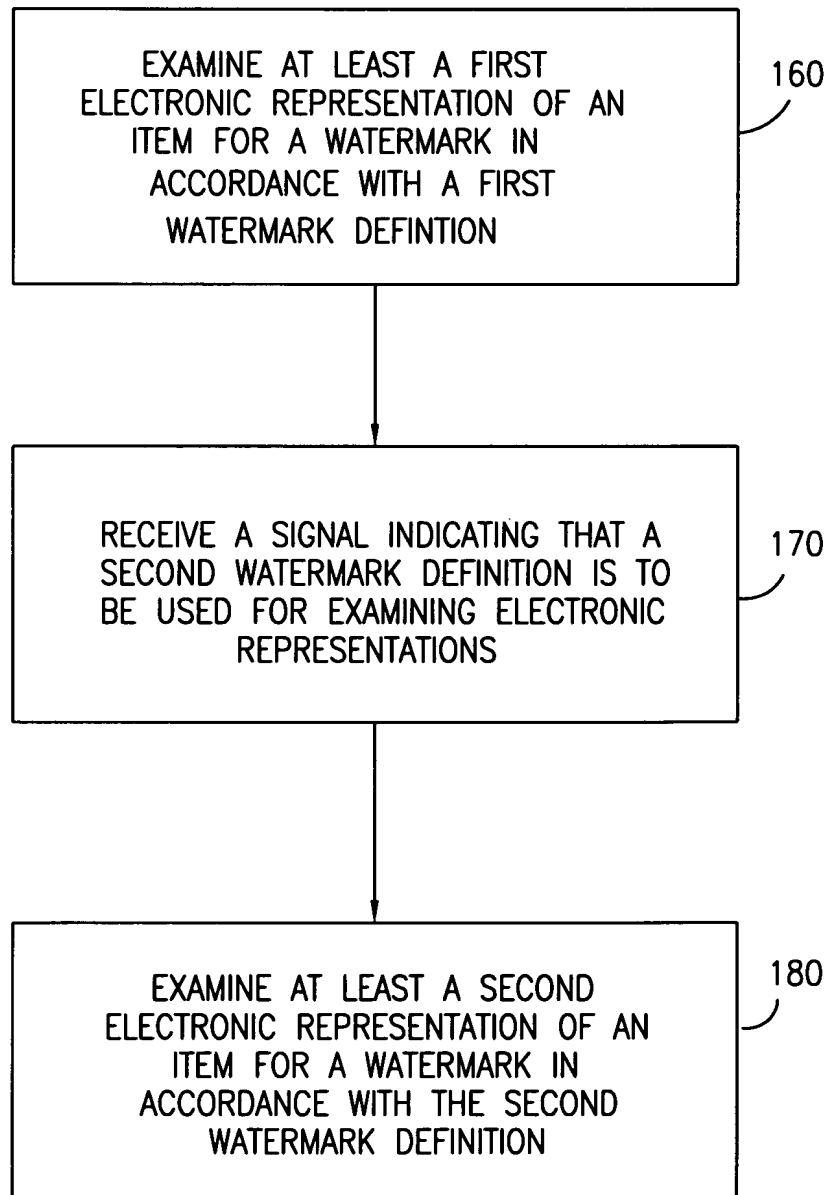 EXAMINE AT LEAST A FIRST
ELECTRONIC REPRESENTATION OF AN
ITEM FOR A WATERMARK IN
ACCORDANCE WITH A FIRST
WATERMARK DEFINTION
160
RECEIVE A SIGNAL INDICATING THAT A
SECOND WATERMARK DEFINITION IS TO
BE USED FOR EXAMINING ELECTRONIC
REPRESENTATIONS
170
EXAMINE AT LEAST A SECOND
ELECTRONIC REPRESENTATION OF AN
ITEM FOR A WATERMARK IN
ACCORDANCE WITH THE SECOND
WATERMARK DEFINITION
180